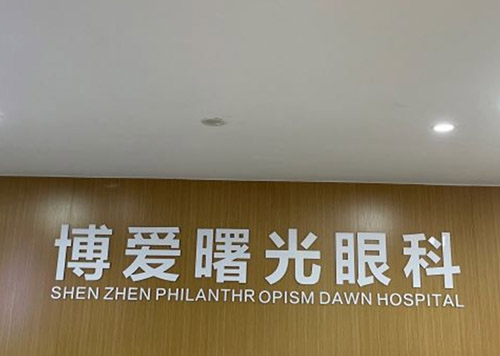 博爱曙光眼科
SHEN ZHEN PHILANTHR OPISM DAWN HOSPITAL